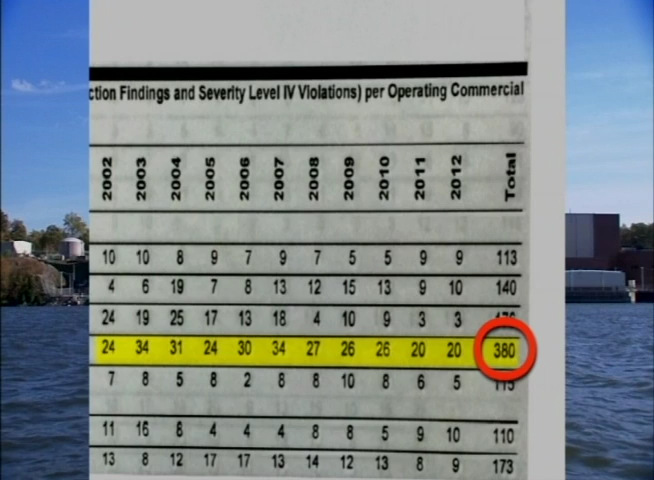 ction Findings and Severity Level IV Violations) per Operating Commercial
2002 2003 2004 2005 2006 2007 2008 2009 2010 2011 2012 Total
10 10 8 9 7 9 7 5 5 9 9 113
4 6 19 7 8 13 12 15 13 9 10 140
24 19 25 17 13 18 4 10 9 3 3
24 34 31 24 30 34 27 26 26 20 20 380
7 8 5 8 2 8 8 10 8 6 5 115
11 16 8 4 4 4 8 8 5 9 10 110
13 8 12 17 17 13 14 12 13 8 9 173